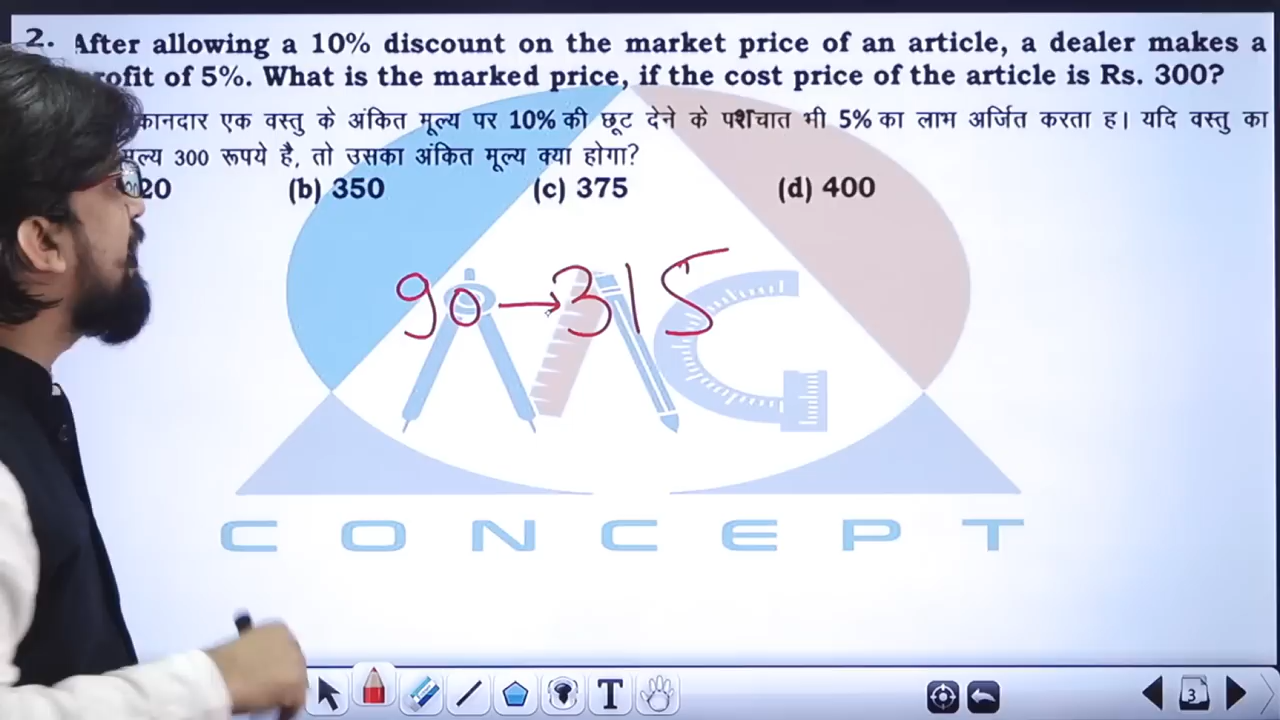 2. After allowing a 10% discount on the market price of an article, a dealer makes a
rofit of 5%. What is the marked price, if the cost price of the article is Rs. 300?
कानदार एक वस्तु के अंकित मूल्य पर 10% की छूट देने के पश्चात भी 5% का लाभ अर्जित करता ह। यदि वस्तु का
मूल्य 300 रूपये है, तो उसका अंकित मूल्य क्या होगा?
20 (b) 350 (c) 375 (d) 400
90→315
CONCEPT
T
3